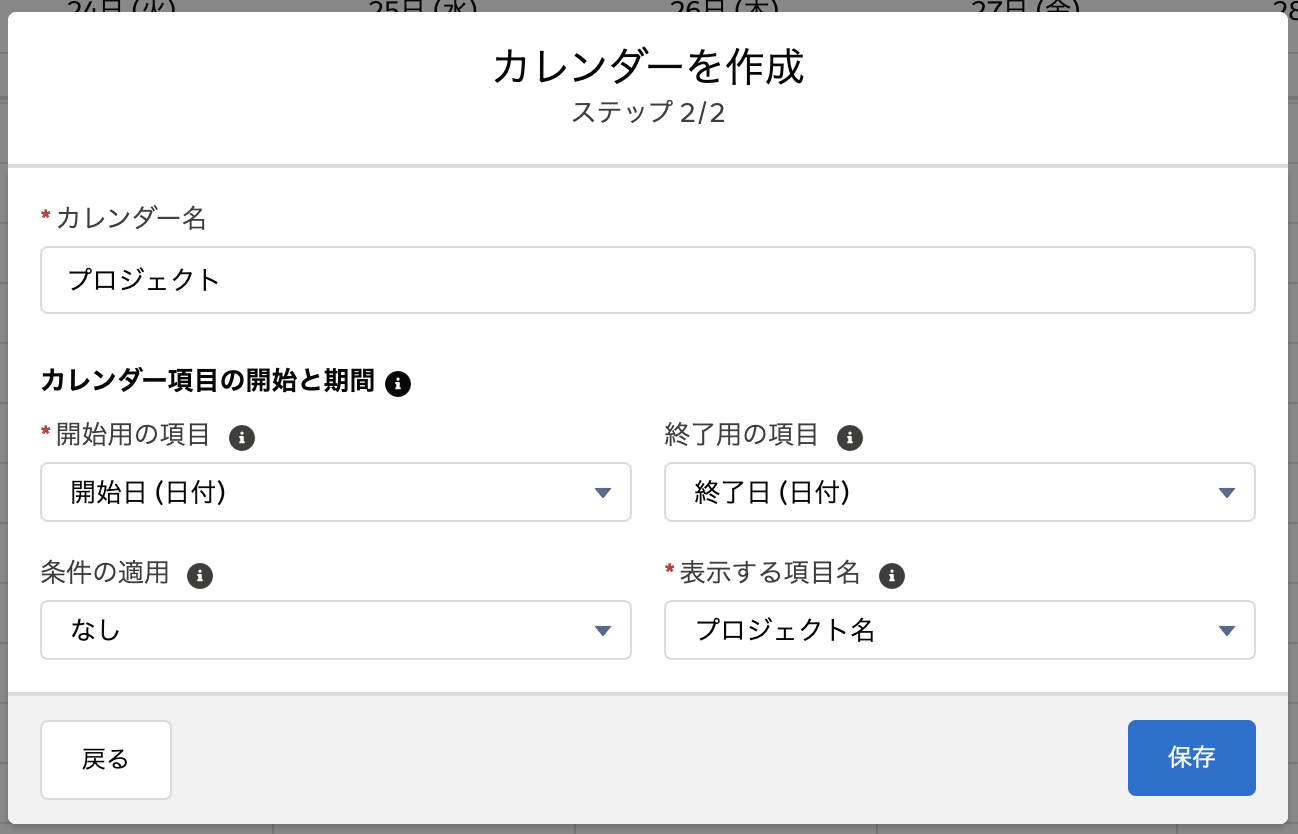 24日 (火) 25日 (水) 26日 (木) 27日 (金) 28
カレンダーを作成
ステップ 2/2
* カレンダー名
プロジェクト
カレンダー項目の開始と期間
* 開始用の項目 終了用の項目
開始日 (日付) 終了日 (日付)
条件の適用 * 表示する項目名
なし プロジェクト名
戻る 保存